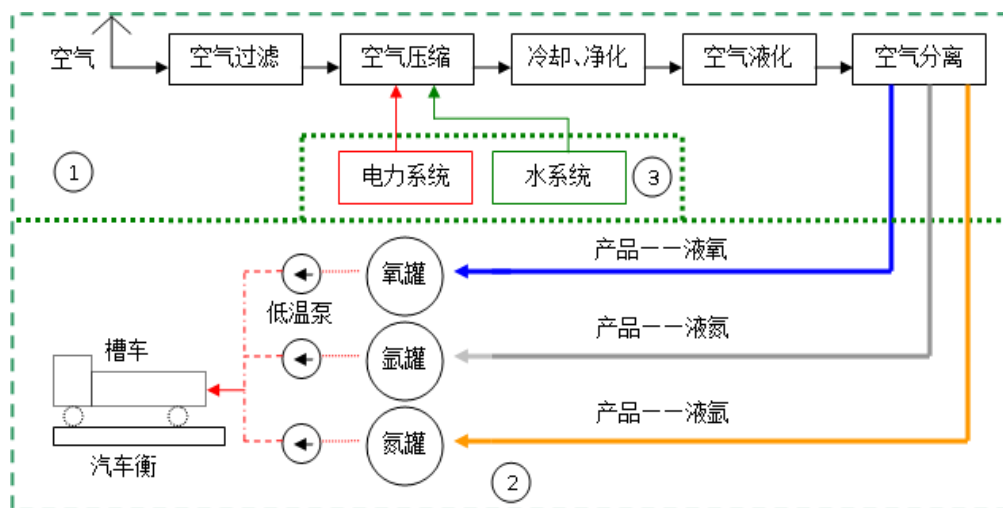 空气
空气过滤
空气压缩
冷却、净化
空气液化
空气分离
①
电力系统
水系统
③
产品——液氧
氧罐
低温泵
产品——液氮
槽车
氩罐
产品——液氩
氮罐
汽车衡
②